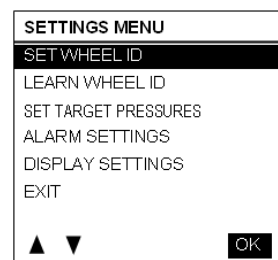 SETTINGS MENU
SET WHEEL ID
LEARN WHEEL ID
SET TARGET PRESSURES
ALARM SETTINGS
DISPLAY SETTINGS
EXIT
▲ ▼ OK